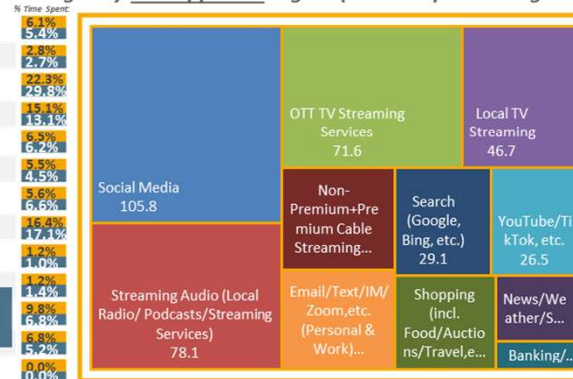 % Time Spent
6.1%
5.4%
2.8%
2.7%
22.3%
29.8%
15.1%
13.1%
6.5%
6.2%
5.5%
4.5%
5.6%
6.6%
16.4%
17.1%
1.2%
1.0%
1.2%
1.4%
9.8%
6.8%
6.8%
5.2%
0.0%
0.0%
Social Media
105.8
OTT TV Streaming
Services
71.6
Local TV
Streaming
46.7
Non-
Premium+Pre
mium Cable
Streaming...
Search
(Google,
Bing, etc.)
29.1
YouTube/Ti
kTok, etc.
26.5
Streaming Audio (Local
Radio/ Podcasts/Streaming
Services)
78.1
Email/Text/IM/
Zoom,etc.
(Personal &
Work)...
Shopping
(incl.
Food/Auctio
ns/Travel,e...
News/We
ather/S...
Banking/...